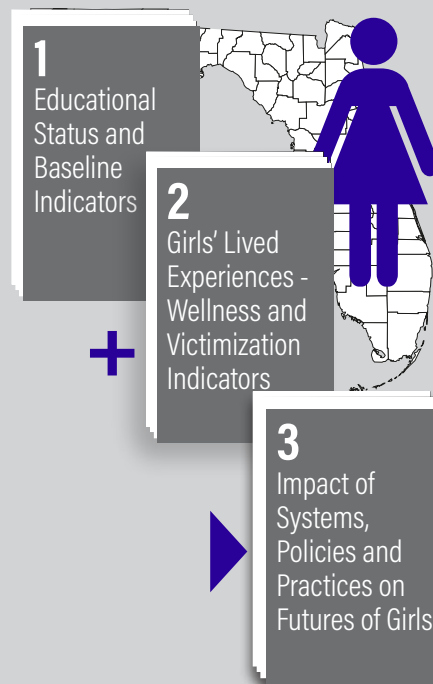 1
Educational
Status and
Baseline
Indicators
2
Girls’ Lived
Experiences -
Wellness and
Victimization
Indicators
+
3
Impact of
Systems,
Policies and
Practices on
Futures of Girls